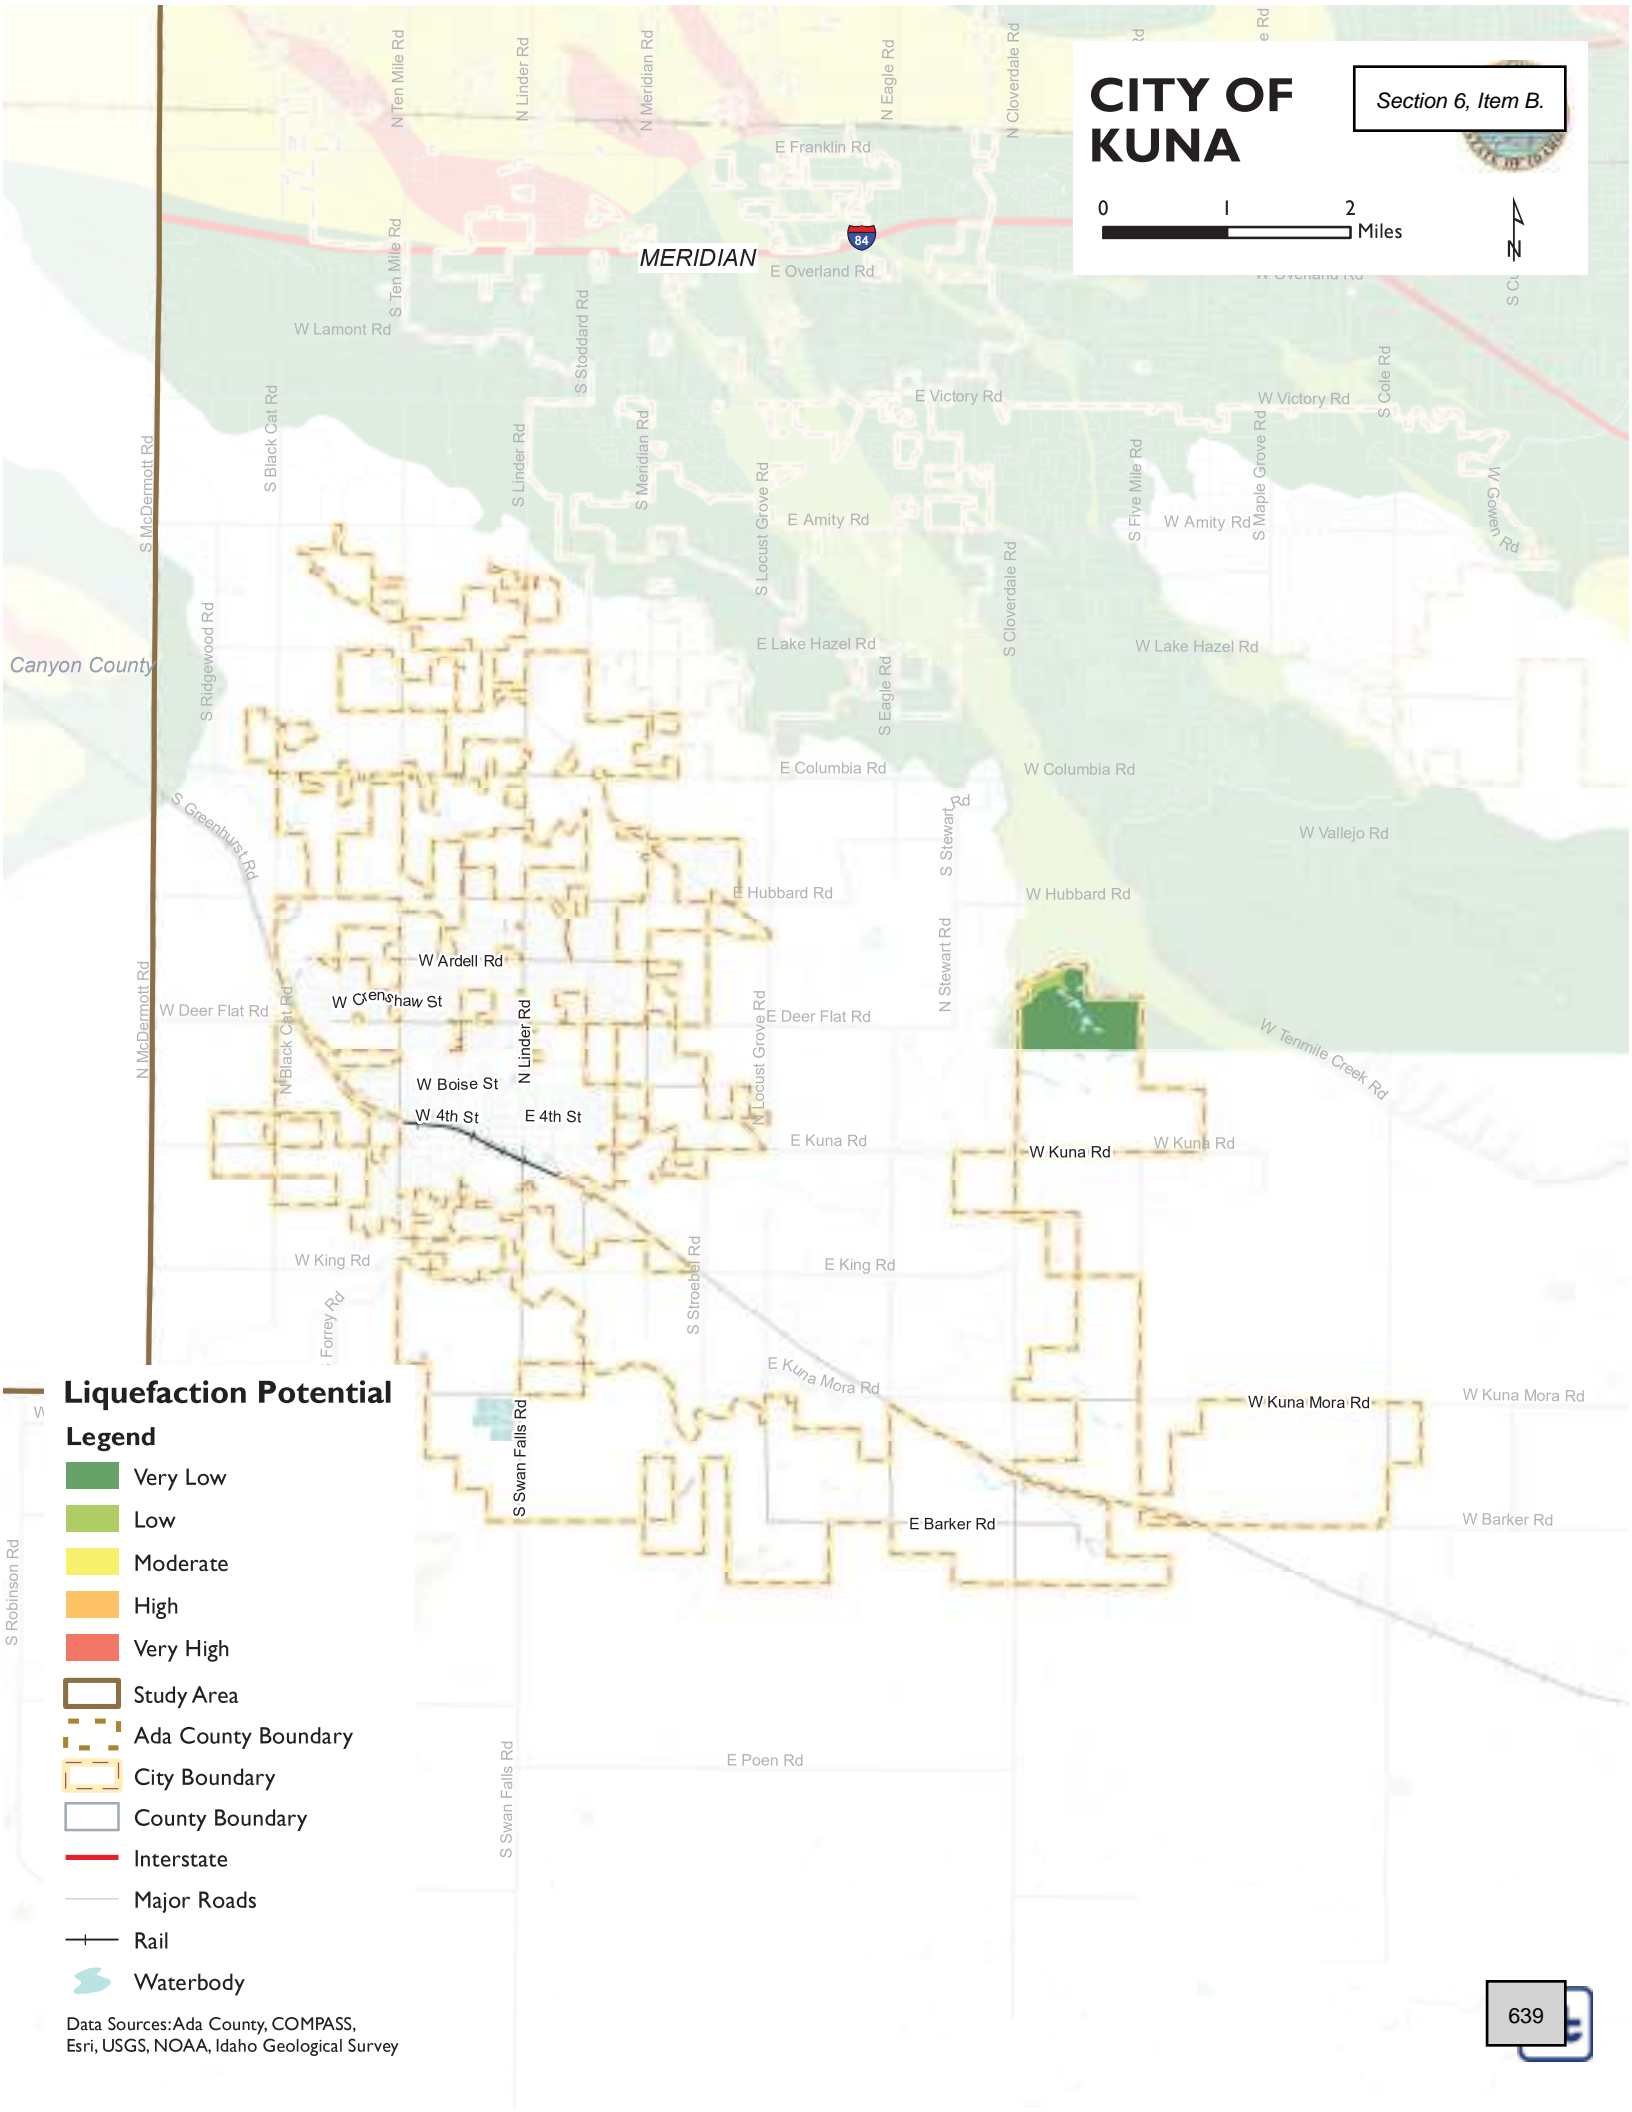 CITY OF
KUNA
Section 6, Item B.
STATE OF IDAHO
0 1 2
Miles
N
N Ten Mile Rd
N Linder Rd
N Meridian Rd
N Eagle Rd
N Cloverdale Rd
Rd
e Rd
E Franklin Rd
84
MERIDIAN
E Overland Rd
W Overland Rd
S Ten Mile Rd
W Lamont Rd
S Stoddard Rd
S Cu
S Cole Rd
S Black Cat Rd
E Victory Rd
W Victory Rd
S McDermott Rd
S Linder Rd
S Meridian Rd
S Locust Grove Rd
S Five Mile Rd
S Maple Grove Rd
W Gowen Rd
E Amity Rd
W Amity Rd
S Cloverdale Rd
S Ridgewood Rd
Canyon County
E Lake Hazel Rd
W Lake Hazel Rd
S Eagle Rd
E Columbia Rd
W Columbia Rd
S Greenhurst Rd
S Stewart Rd
W Vallejo Rd
E Hubbard Rd
W Hubbard Rd
W Ardell Rd
N Stewart Rd
N McDermott Rd
W Crenshaw St
W Deer Flat Rd
N Black Cat Rd
N Linder Rd
N Locust Grove Rd
E Deer Flat Rd
W Tenmile Creek Rd
W Boise St
W 4th St
E 4th St
E Kuna Rd
W Kuna Rd
W Kuna Rd
W King Rd
S Stroebel Rd
E King Rd
S Forrey Rd
E Kuna Mora Rd
W Kuna Mora Rd
W Kuna Mora Rd
W
S Swan Falls Rd
E Barker Rd
W Barker Rd
S Robinson Rd
E Poen Rd
S Swan Falls Rd
Liquefaction Potential
Legend
Very Low
Low
Moderate
High
Very High
Study Area
Ada County Boundary
City Boundary
County Boundary
Interstate
Major Roads
Rail
Waterbody
Data Sources: Ada County, COMPASS,
Esri, USGS, NOAA, Idaho Geological Survey
639